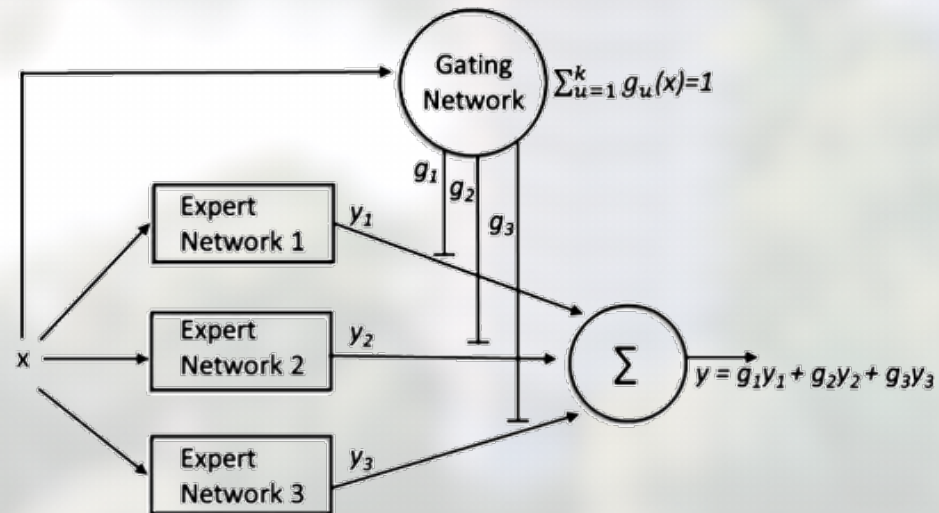 Gating
Network
∑ᵏᵤ₌₁ gᵤ(x)=1
g₁
g₂
g₃
Expert
Network 1
y₁
x
Expert
Network 2
y₂
Σ
y = g₁y₁ + g₂y₂ + g₃y₃
Expert
Network 3
y₃